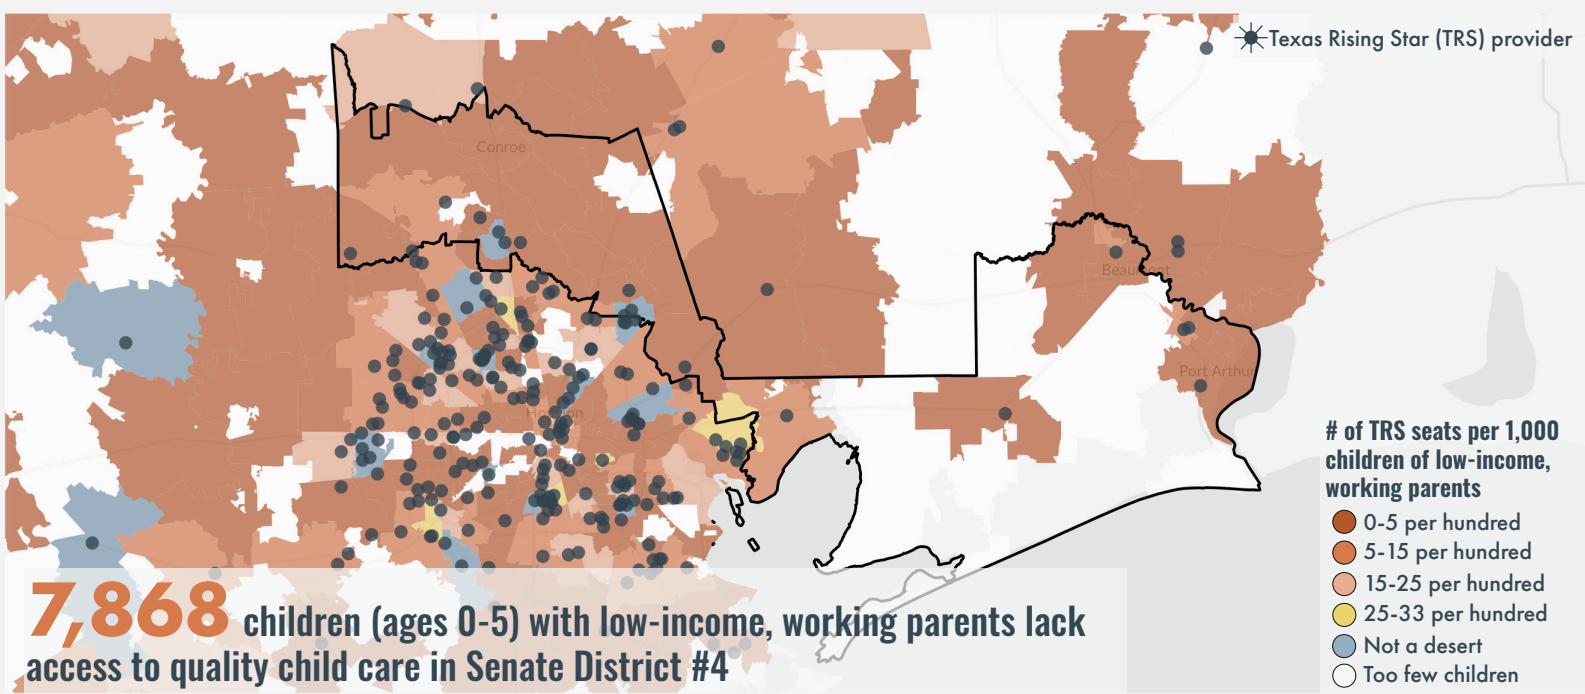 Texas Rising Star (TRS) provider
Conroe
Beaumont
Port Arthur
Houston
# of TRS seats per 1,000
children of low-income,
working parents
0-5 per hundred
5-15 per hundred
15-25 per hundred
25-33 per hundred
Not a desert
Too few children
7,868 children (ages 0-5) with low-income, working parents lack
access to quality child care in Senate District #4